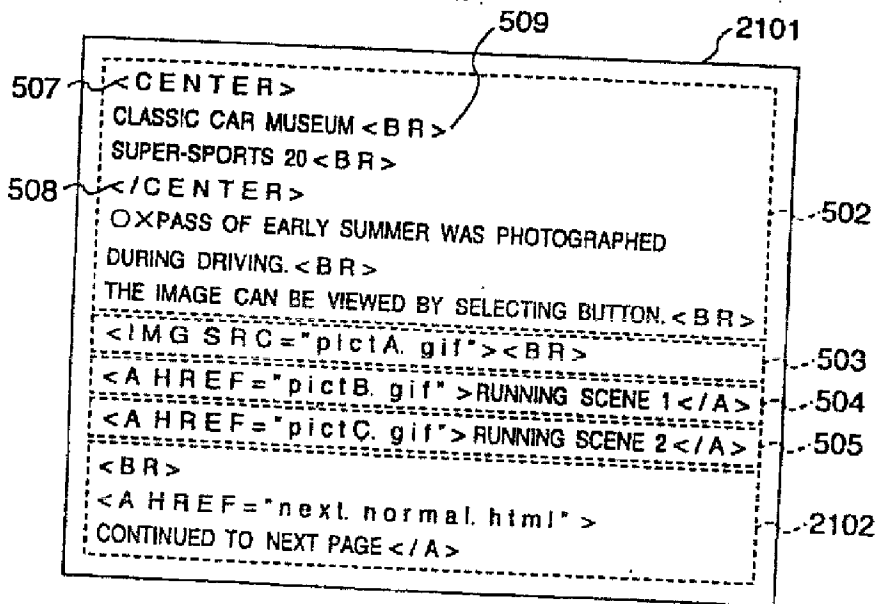 509
2101
507
<CENTER>
CLASSIC CAR MUSEUM <BR>
SUPER-SPORTS 20 <BR>
508
</CENTER>
○×PASS OF EARLY SUMMER WAS PHOTOGRAPHED
502
DURING DRIVING. <BR>
THE IMAGE CAN BE VIEWED BY SELECTING BUTTON. <BR>
<IMG SRC="pictA. gif"><BR>
503
<A HREF="pictB. gif" >RUNNING SCENE 1</A>
504
<A HREF="pictC. gif"> RUNNING SCENE 2</A>
505
<BR>
<A HREF="next. normal. html" >
2102
CONTINUED TO NEXT PAGE </A>